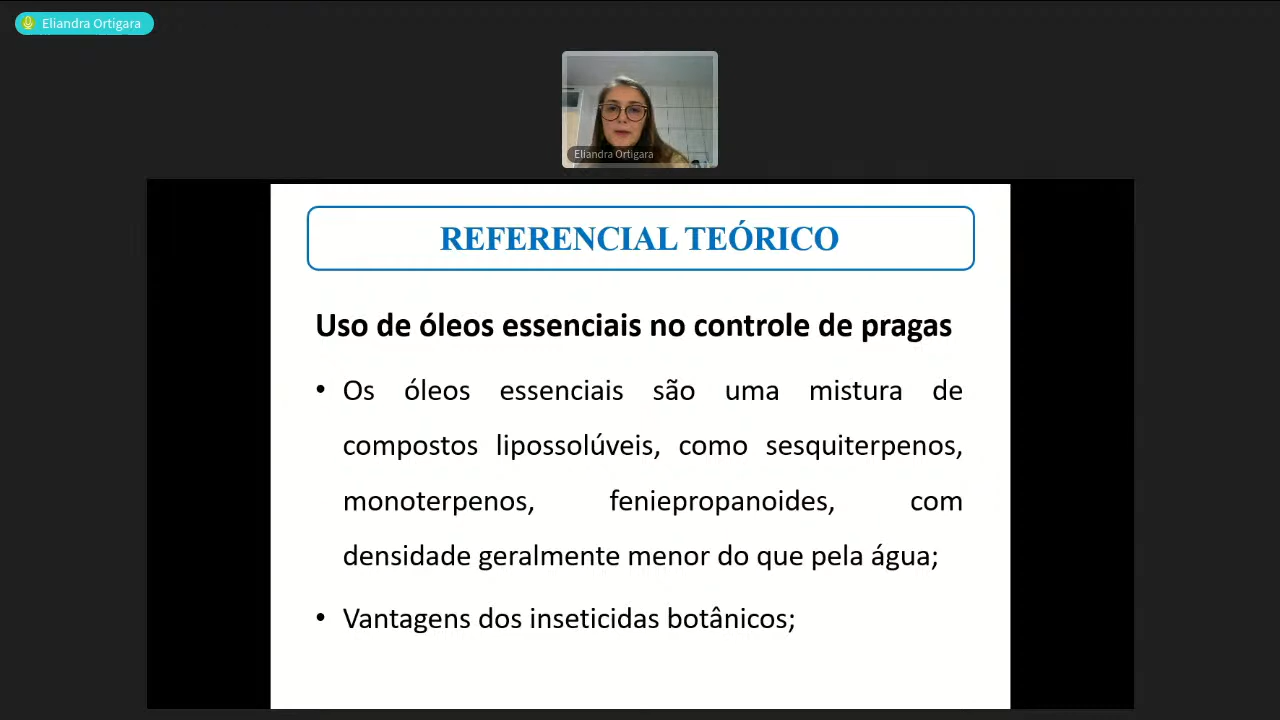 Eliandra Ortigara
Eliandra Ortigara
REFERENCIAL TEÓRICO
Uso de óleos essenciais no controle de pragas
• Os óleos essenciais são uma mistura de
compostos lipossolúveis, como sesquiterpenos,
monoterpenos, feniepropanoides, com
densidade geralmente menor do que pela água;
• Vantagens dos inseticidas botânicos;